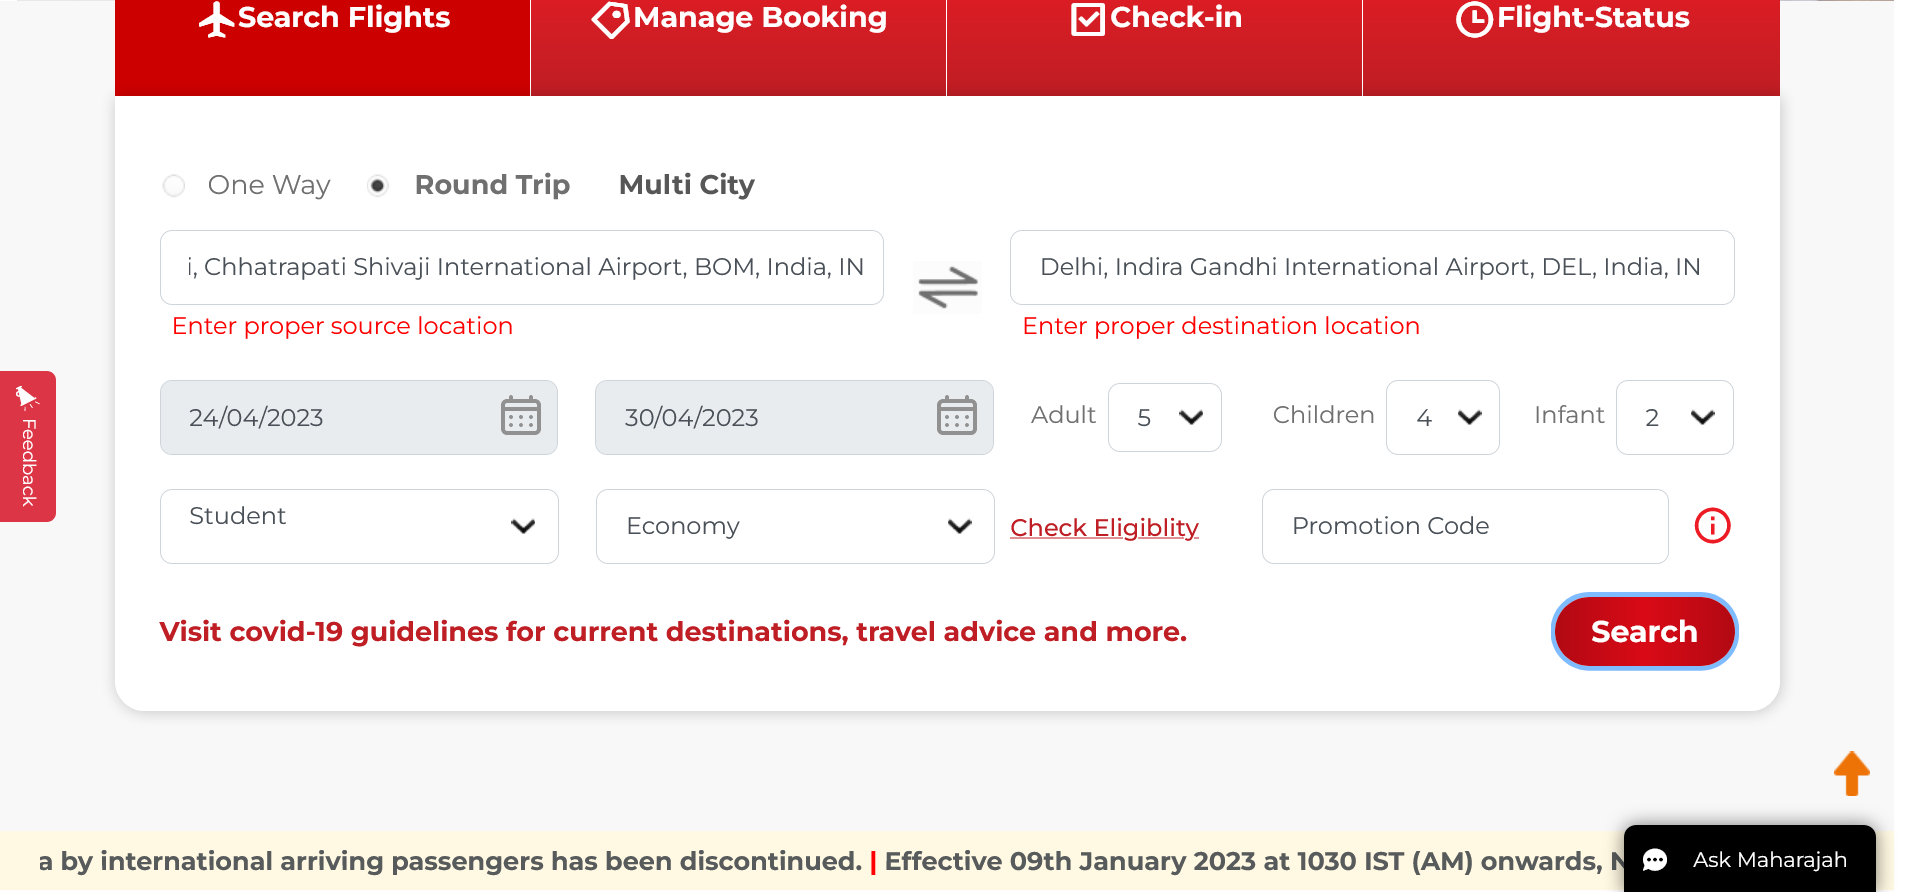 Search Flights
Manage Booking
Check-in
Flight-Status
One Way
Round Trip
Multi City
i, Chhatrapati Shivaji International Airport, BOM, India, IN
Delhi, Indira Gandhi International Airport, DEL, India, IN
Enter proper source location
Enter proper destination location
24/04/2023
30/04/2023
Adult
5
Children
4
Infant
2
Feedback
Student
Economy
Check Eligiblity
Promotion Code
Visit covid-19 guidelines for current destinations, travel advice and more.
Search
a by international arriving passengers has been discontinued. | Effective 09th January 2023 at 1030 IST (AM) onwards, N
Ask Maharajah